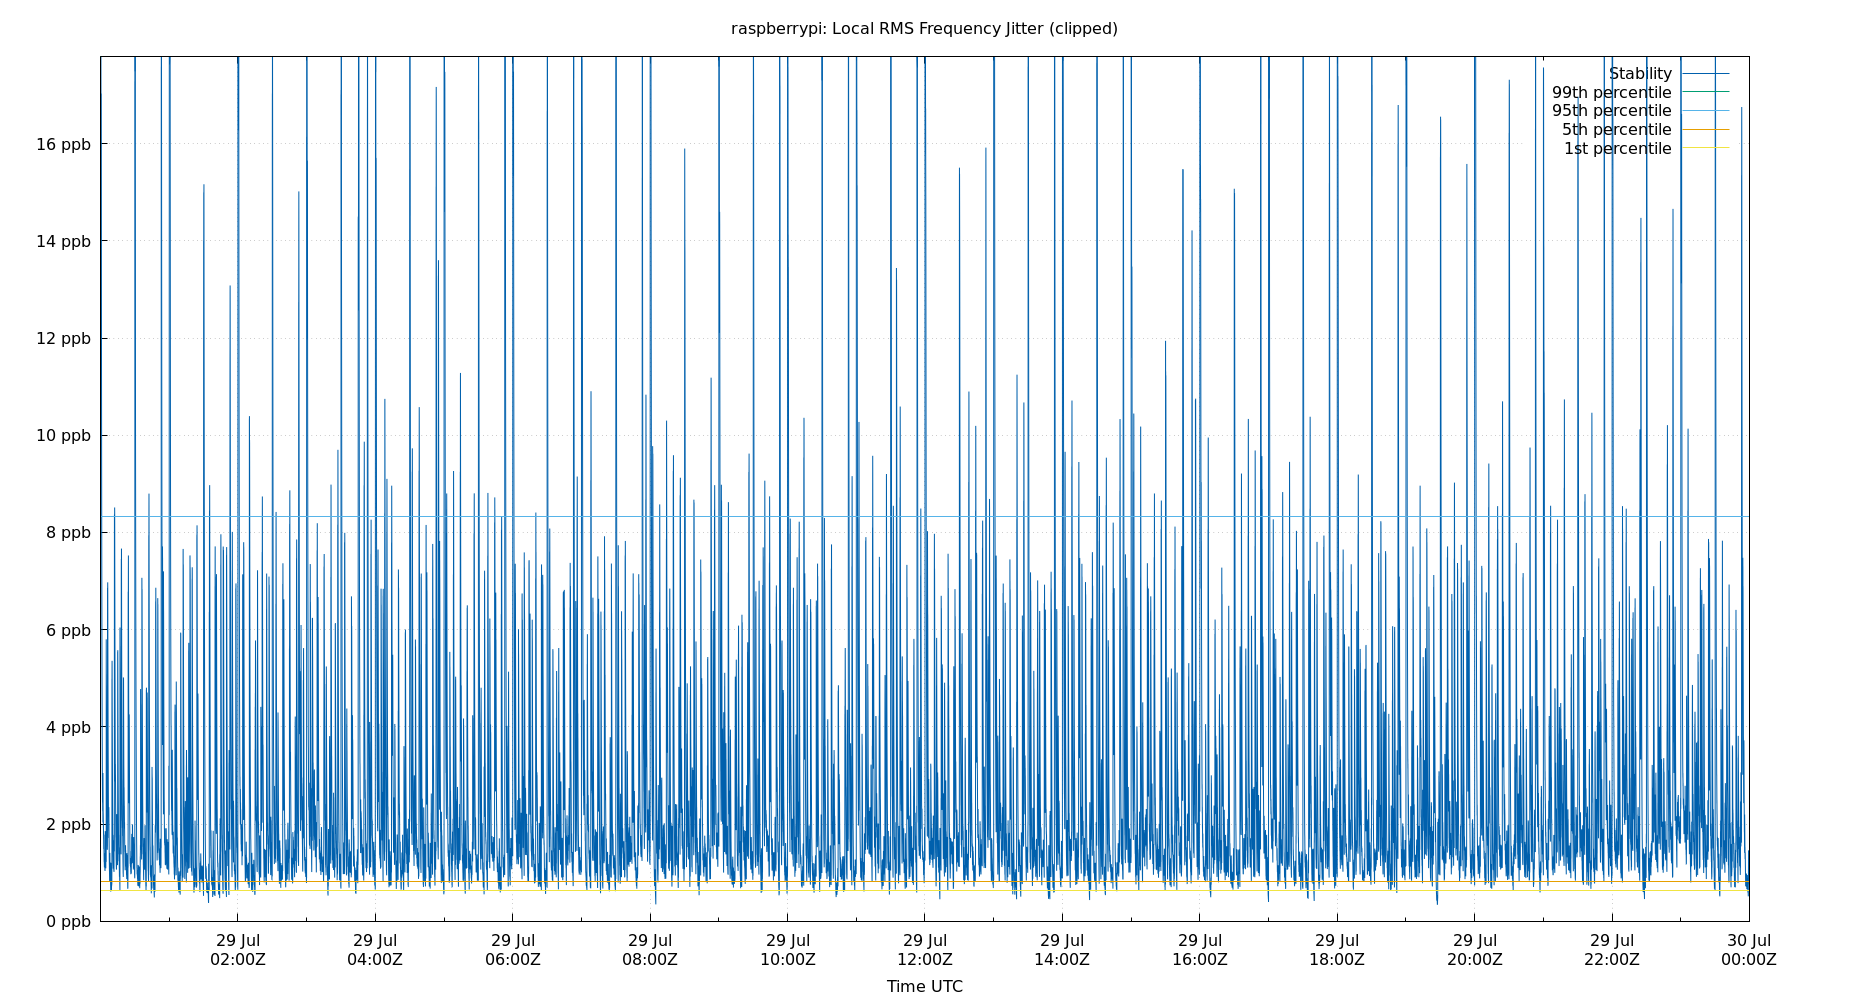 raspberrypi: Local RMS Frequency Jitter (clipped)
Stability
99th percentile
95th percentile
5th percentile
1st percentile
16 ppb
14 ppb
12 ppb
10 ppb
8 ppb
6 ppb
4 ppb
2 ppb
0 ppb
29 Jul 29 Jul 29 Jul 29 Jul 29 Jul 29 Jul 29 Jul 29 Jul 29 Jul 29 Jul 29 Jul 30 Jul
02:00Z 04:00Z 06:00Z 08:00Z 10:00Z 12:00Z 14:00Z 16:00Z 18:00Z 20:00Z 22:00Z 00:00Z
Time UTC